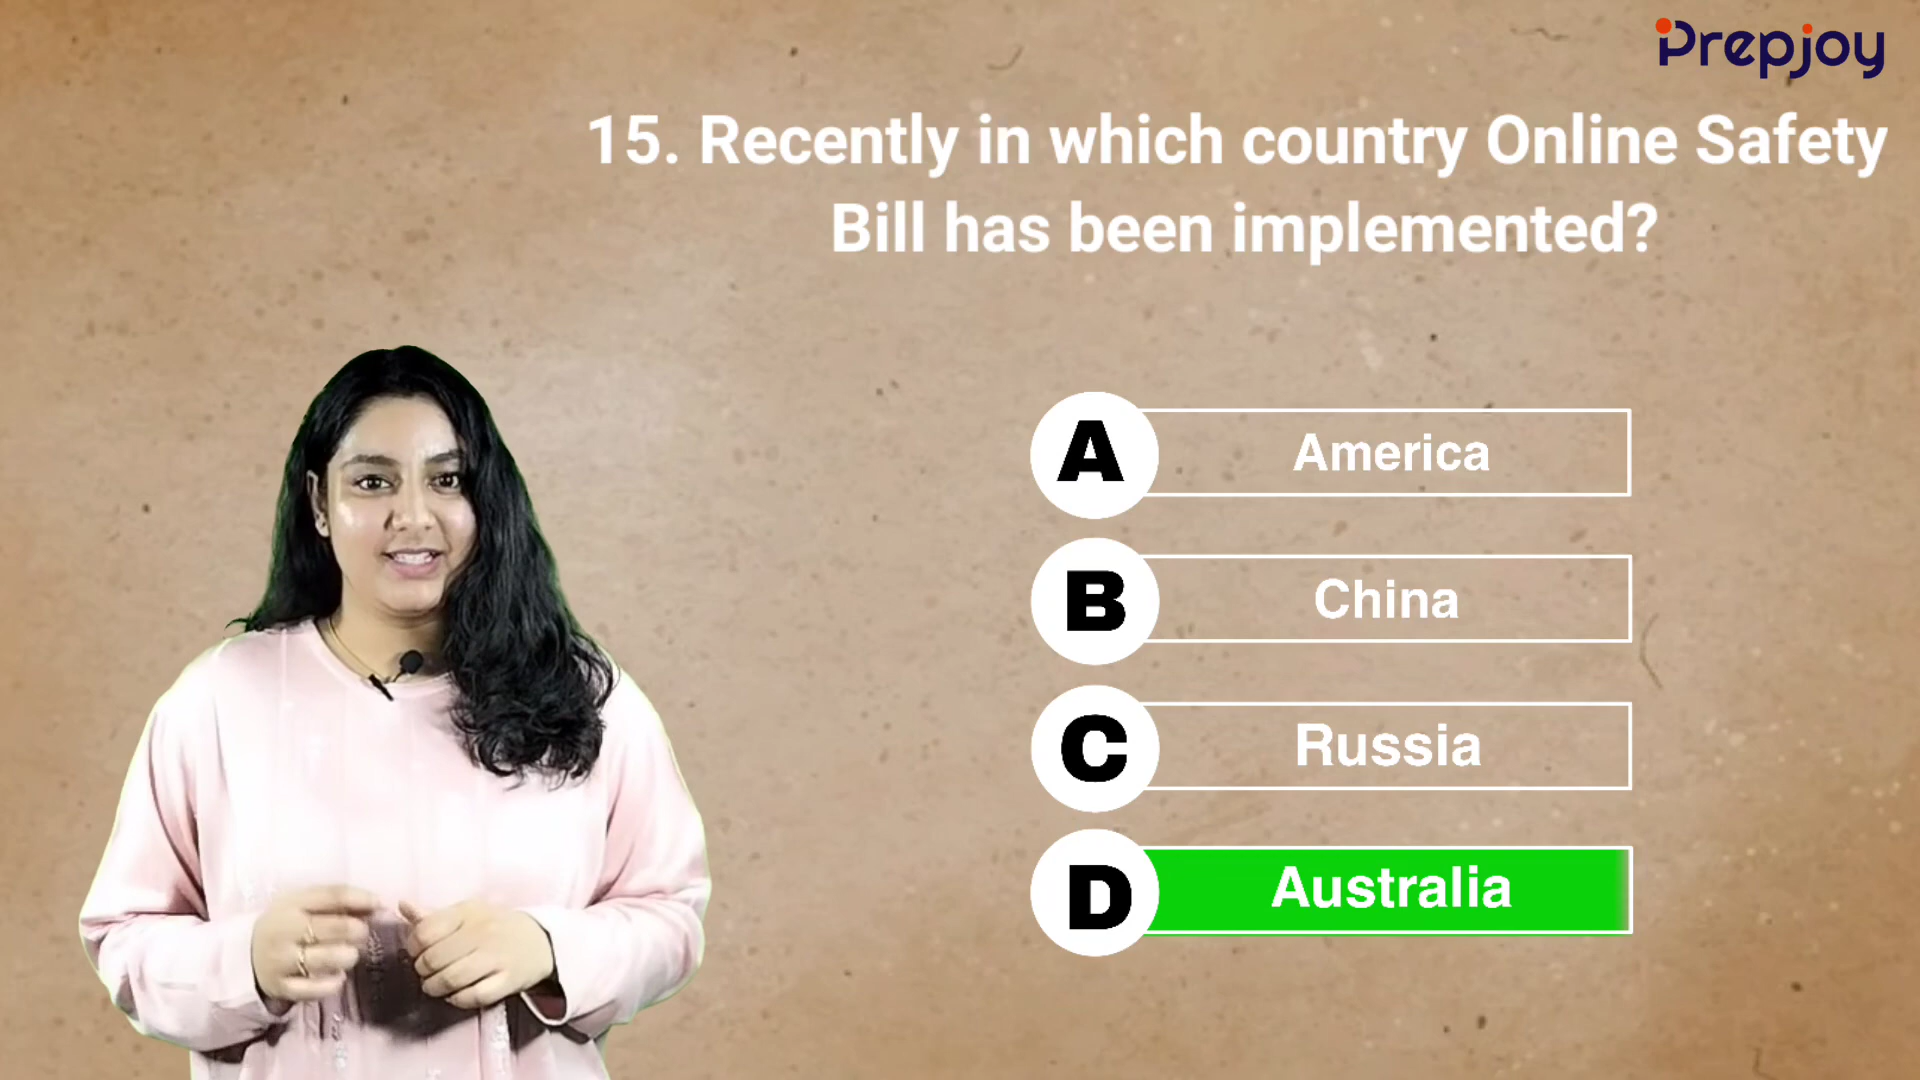 Prepjoy
15. Recently in which country Online Safety
Bill has been implemented?
A America
B China
C Russia
D Australia